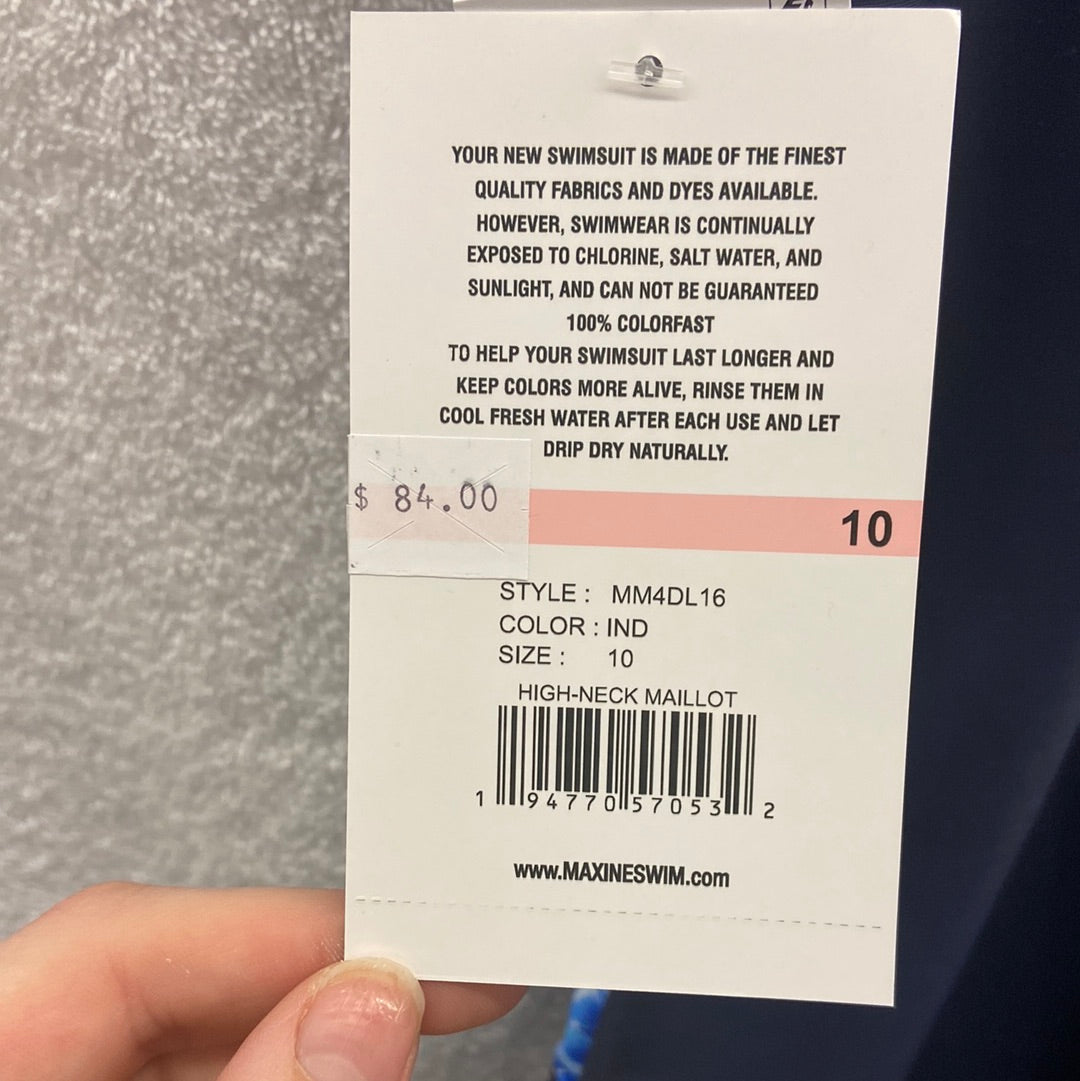 YOUR NEW SWIMSUIT IS MADE OF THE FINEST
QUALITY FABRICS AND DYES AVAILABLE.
HOWEVER, SWIMWEAR IS CONTINUALLY
EXPOSED TO CHLORINE, SALT WATER, AND
SUNLIGHT, AND CAN NOT BE GUARANTEED
100% COLORFAST
TO HELP YOUR SWIMSUIT LAST LONGER AND
KEEP COLORS MORE ALIVE, RINSE THEM IN
COOL FRESH WATER AFTER EACH USE AND LET
DRIP DRY NATURALLY.
$ 84.00
10
STYLE : MM4DL16
COLOR : IND
SIZE : 10
HIGH-NECK MAILLOT
1 94770 57053 2
www.MAXINESWIM.com